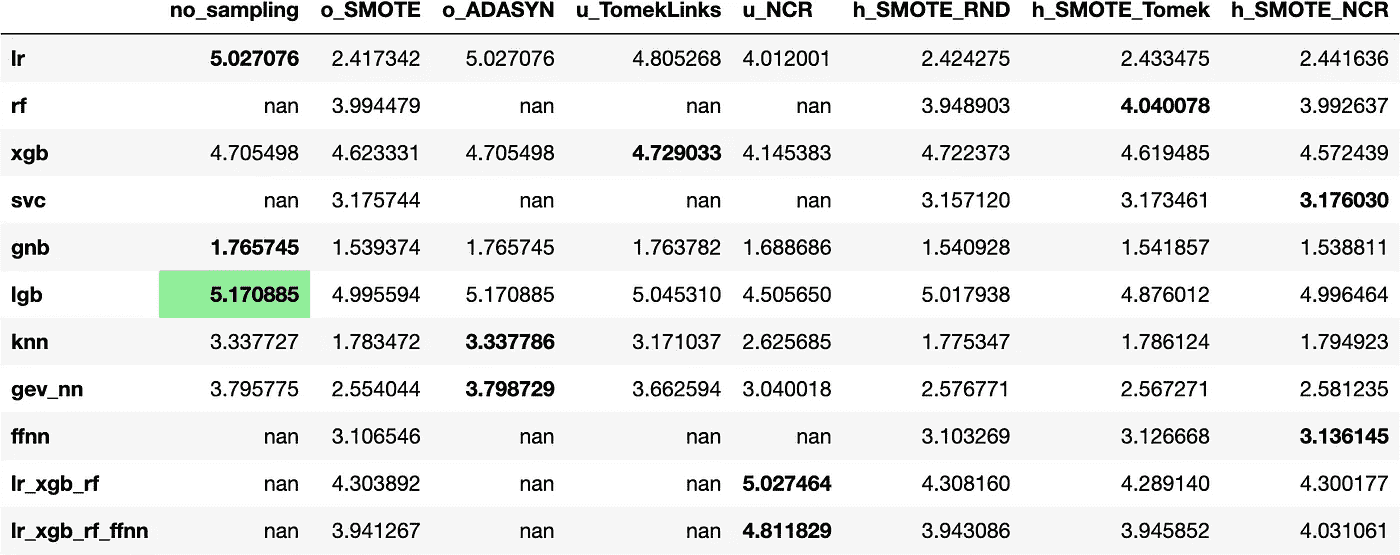 no_sampling o_SMOTE o_ADASYN u_TomekLinks u_NCR h_SMOTE_RND h_SMOTE_Tomek h_SMOTE_NCR
lr 5.027076 2.417342 5.027076 4.805268 4.012001 2.424275 2.433475 2.441636
rf nan 3.994479 nan nan nan 3.948903 4.040078 3.992637
xgb 4.705498 4.623331 4.705498 4.729033 4.145383 4.722373 4.619485 4.572439
svc nan 3.175744 nan nan nan 3.157120 3.173461 3.176030
gnb 1.765745 1.539374 1.765745 1.763782 1.688686 1.540928 1.541857 1.538811
lgb 5.170885 4.995594 5.170885 5.045310 4.505650 5.017938 4.876012 4.996464
knn 3.337727 1.783472 3.337786 3.171037 2.625685 1.775347 1.786124 1.794923
gev_nn 3.795775 2.554044 3.798729 3.662594 3.040018 2.576771 2.567271 2.581235
ffnn nan 3.106546 nan nan nan 3.103269 3.126668 3.136145
lr_xgb_rf nan 4.303892 nan nan 5.027464 4.308160 4.289140 4.300177
lr_xgb_rf_ffnn nan 3.941267 nan nan 4.811829 3.943086 3.945852 4.031061